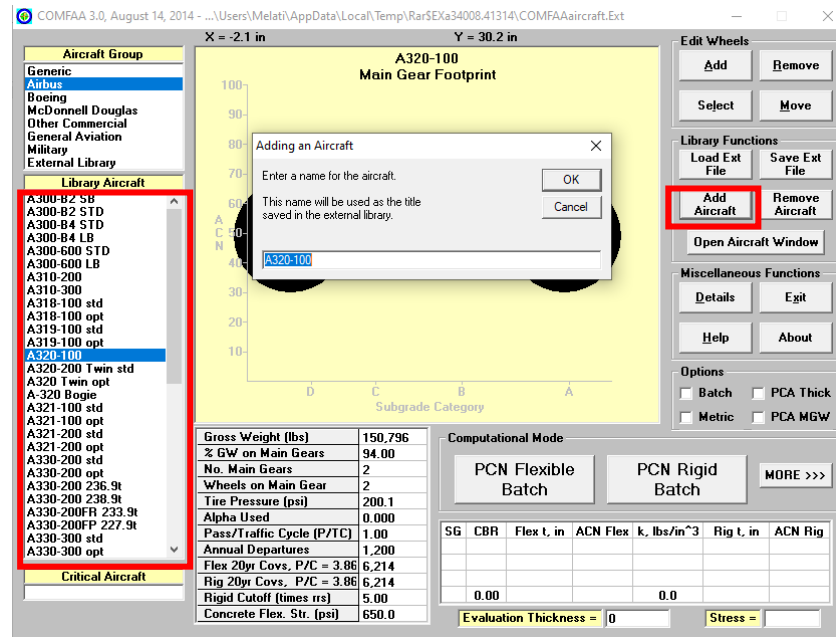 COMFAA 3.0, August 14, 2014 - ...\Users\Melati\AppData\Local\Temp\Rar$EXa34008.41314\COMFAAaircraft.Ext
X = -2.1 in
Y = 30.2 in
Aircraft Group
Generic
Airbus
Boeing
McDonnell Douglas
Other Commercial
General Aviation
Military
External Library
Library Aircraft
A300-B2 SB
A300-B2 STD
A300-B4 STD
A300-B4 LB
A300-600 STD
A300-600 LB
A310-200
A310-300
A318-100 std
A318-100 opt
A319-100 std
A319-100 opt
A320-100
A320-200 Twin std
A320 Twin opt
A-320 Bogie
A321-100 std
A321-100 opt
A321-200 std
A321-200 opt
A330-200 std
A330-200 opt
A330-200 236.9t
A330-200 238.9t
A330-200FR 233.9t
A330-200FP 227.9t
A330-300 std
A330-300 opt
Critical Aircraft
A320-100
Main Gear Footprint
100
90
80
70
60
50
40
30
20
10
A
C
N
D C B A
Subgrade Category
Adding an Aircraft
Enter a name for the aircraft.
This name will be used as the title
saved in the external library.
OK
Cancel
A320-100
Gross Weight (lbs) 150,796
% GW on Main Gears 94.00
No. Main Gears 2
Wheels on Main Gear 2
Tire Pressure (psi) 200.1
Alpha Used 0.000
Pass/Traffic Cycle (P/TC) 1.00
Annual Departures 1,200
Flex 20yr Covs, P/C = 3.86 6,214
Rig 20yr Covs, P/C = 3.86 6,214
Rigid Cutoff (times rrs) 5.00
Concrete Flex. Str. (psi) 650.0
Computational Mode
PCN Flexible
Batch
PCN Rigid
Batch
MORE >>>
SG CBR Flex t, in ACN Flex k, lbs/in^3 Rig t, in ACN Rig
0.00 0.0
Evaluation Thickness = 0 Stress =
Edit Wheels
Add Remove
Select Move
Library Functions
Load Ext
File
Save Ext
File
Add
Aircraft
Remove
Aircraft
Open Aircraft Window
Miscellaneous Functions
Details Exit
Help About
Options
Batch PCA Thick
Metric PCA MGW